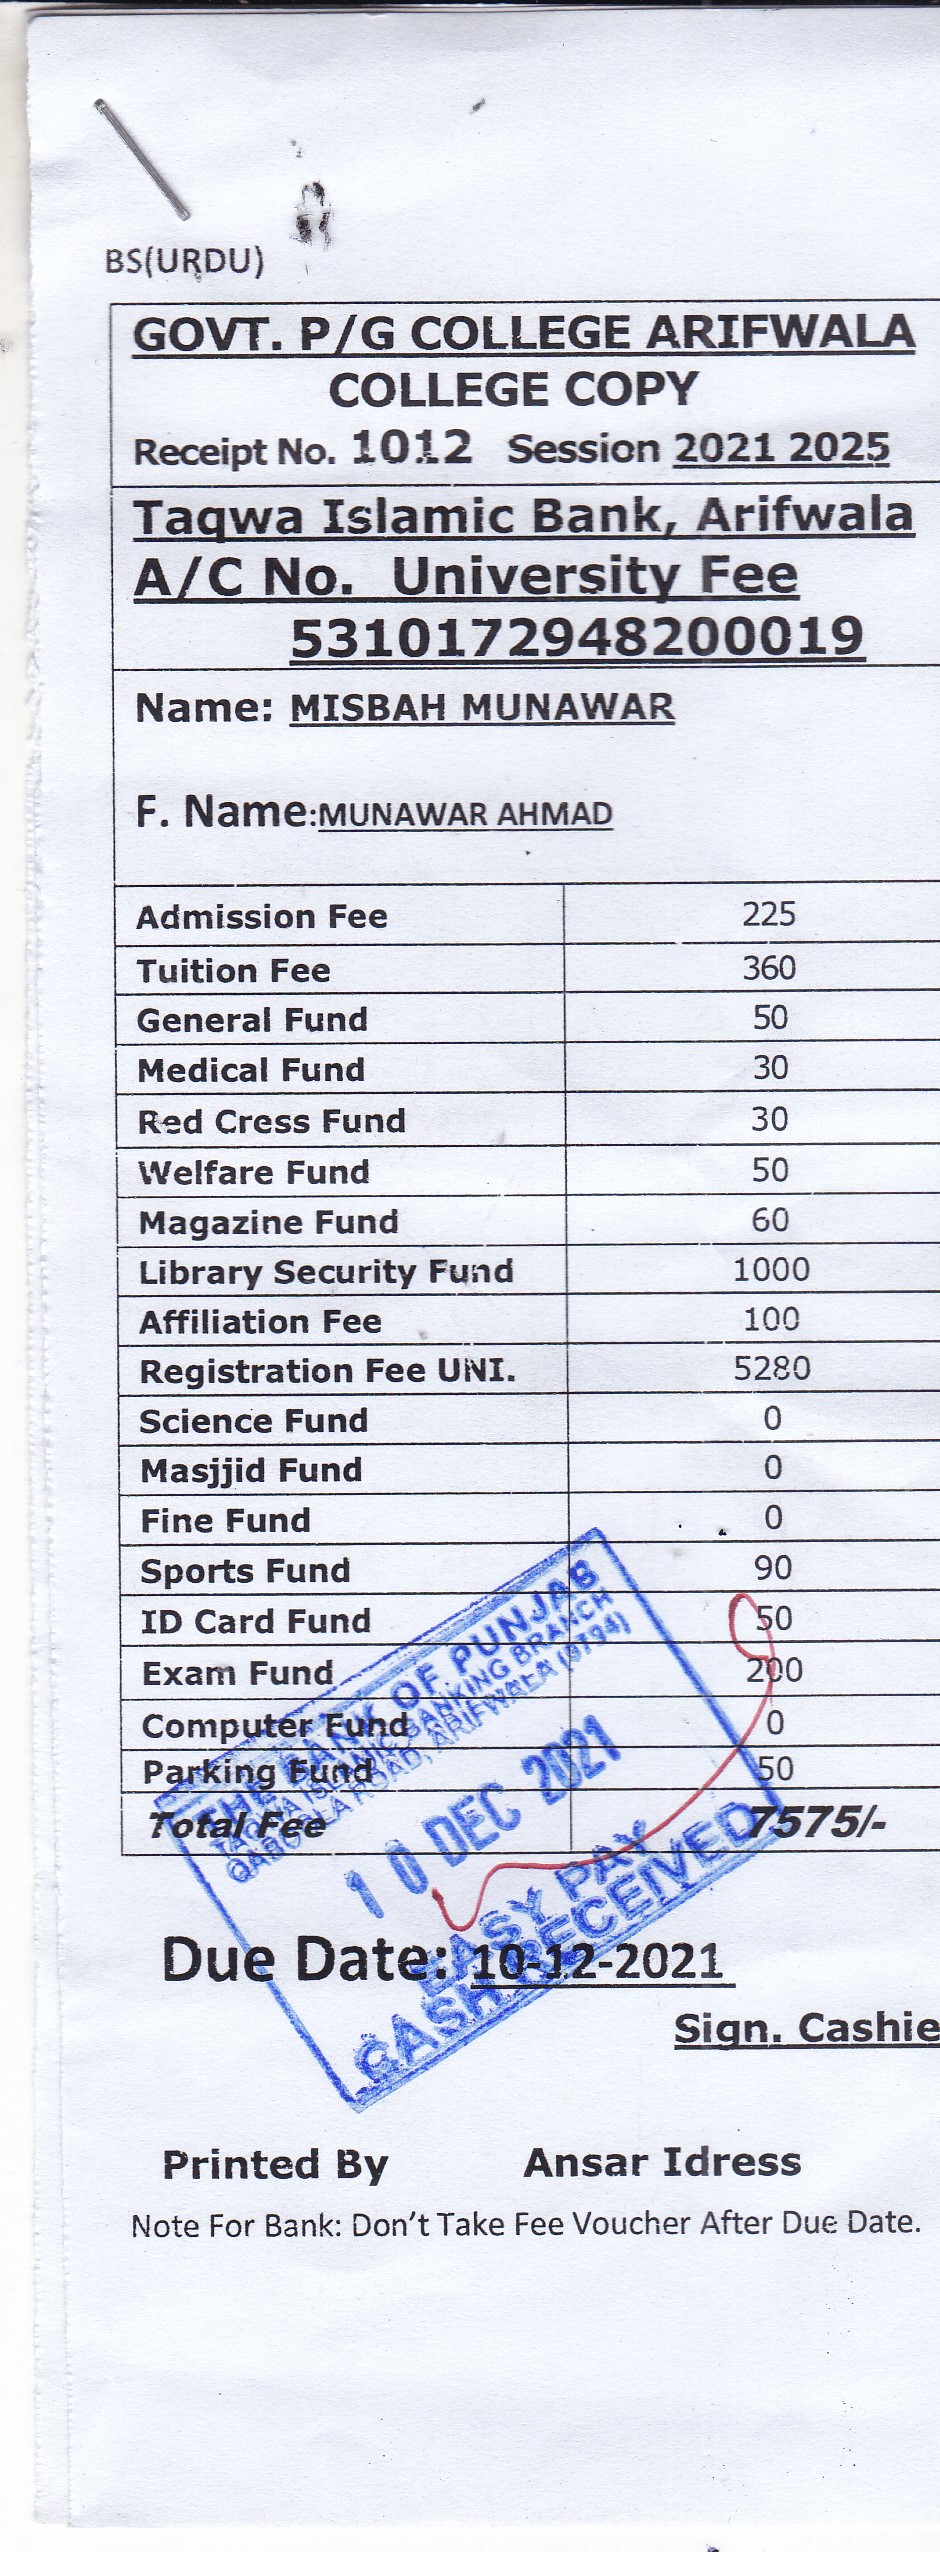 BS(URDU)
GOVT. P/G COLLEGE ARIFWALA
COLLEGE COPY
Receipt No. 1012 Session 2021 2025
Taqwa Islamic Bank, Arifwala
A/C No. University Fee
5310172948200019
Name: MISBAH MUNAWAR
F. Name:MUNAWAR AHMAD
Admission Fee 225
Tuition Fee 360
General Fund 50
Medical Fund 30
Red Cress Fund 30
Welfare Fund 50
Magazine Fund 60
Library Security Fund 1000
Affiliation Fee 100
Registration Fee UNI. 5280
Science Fund 0
Masjjid Fund 0
Fine Fund 0
Sports Fund 90
ID Card Fund 50
Exam Fund 200
Computer Fund 0
Parking Fund 50
Total Fee 7575/-
THE BANK OF PUNJAB
TAQWA ISLAMIC BANKING BRANCH
QABOOLA ROAD, ARIFWALA (0794)
10 DEC 2021
EASY PAY
CASH RECEIVED
Due Date: 10-12-2021
Sign. Cashie
Printed By Ansar Idress
Note For Bank: Don't Take Fee Voucher After Due Date.